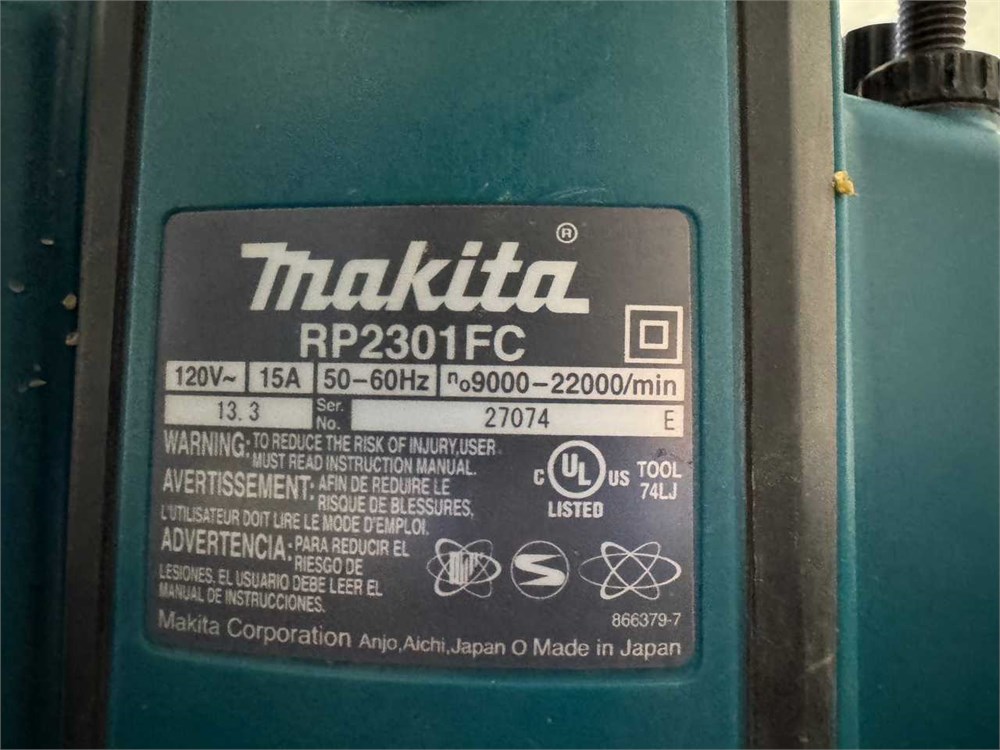 makita®
RP2301FC
120V~ 15A 50-60Hz no9000-22000/min
13. 3 Ser. No. 27074 E
WARNING: TO REDUCE THE RISK OF INJURY,USER
MUST READ INSTRUCTION MANUAL.
AVERTISSEMENT: AFIN DE REDUIRE LE
RISQUE DE BLESSURES,
L'UTILISATEUR DOIT LIRE LE MODE D'EMPLOI.
ADVERTENCIA: PARA REDUCIR EL
RIESGO DE
LESIONES, EL USUARIO DEBE LEER EL
MANUAL DE INSTRUCCIONES.
C UL US TOOL
74LJ
LISTED
866379-7
Makita Corporation Anjo,Aichi,Japan O Made in Japan